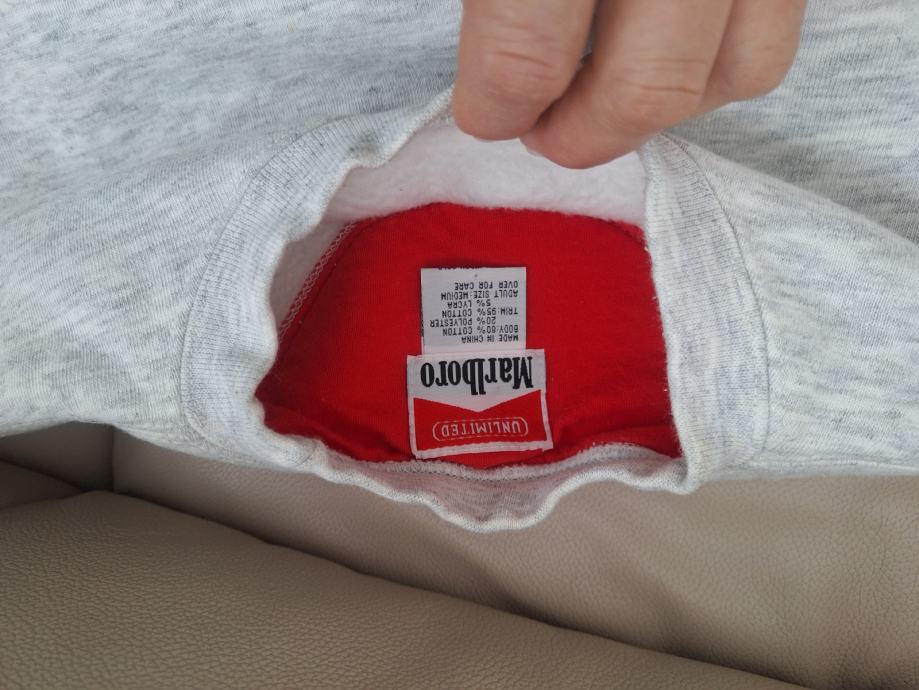 UNLIMITED
Marlboro
MADE IN CHINA
BODY:80% COTTON
20% POLYESTER
TRIM:95% COTTON
5% LYCRA
ADULT SIZE:MEDIUM
OVER FOR CARE